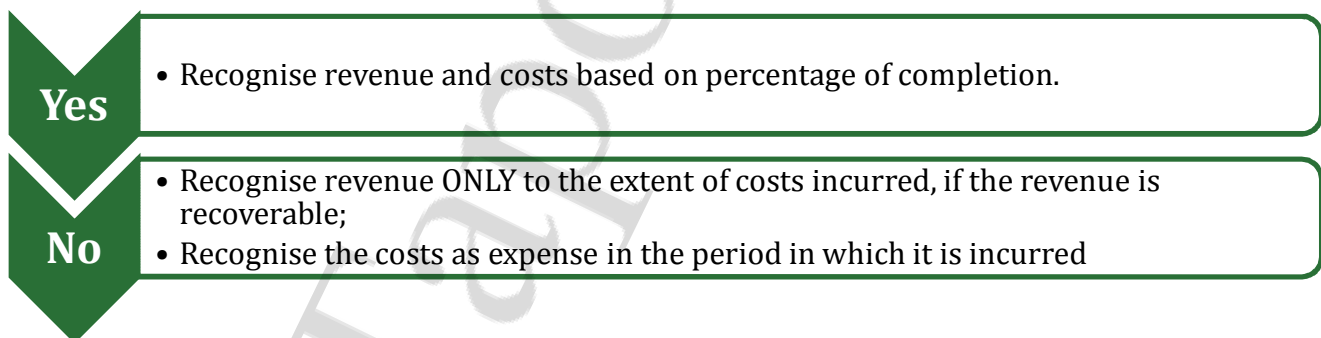 Yes
• Recognise revenue and costs based on percentage of completion.
No
• Recognise revenue ONLY to the extent of costs incurred, if the revenue is
recoverable;
• Recognise the costs as expense in the period in which it is incurred